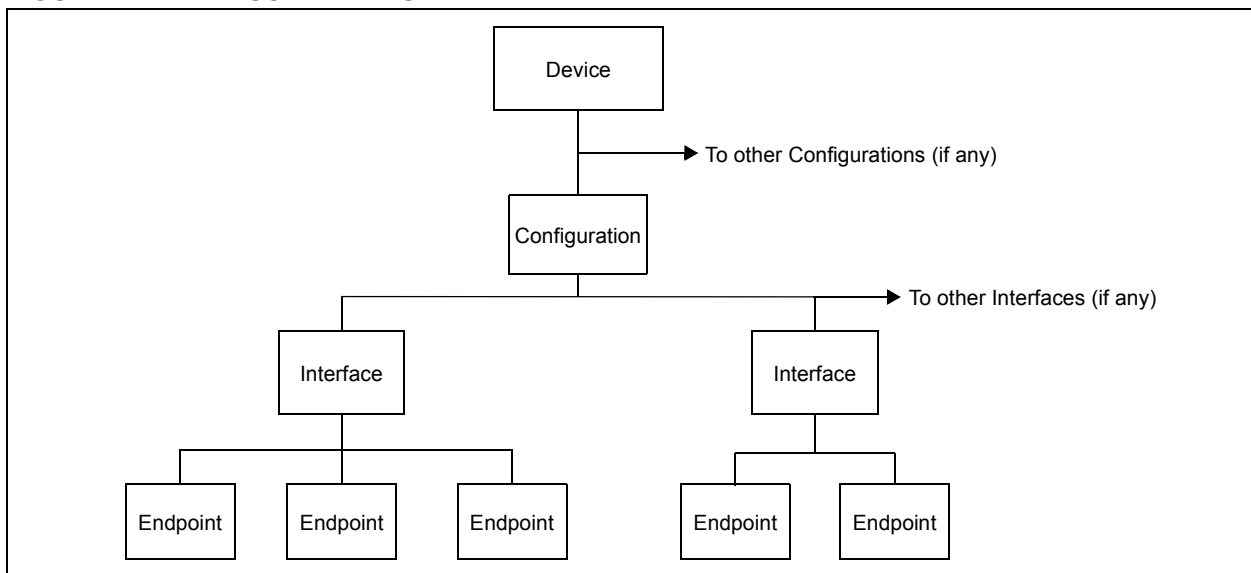 Device
To other Configurations (if any)
Configuration
To other Interfaces (if any)
Interface
Interface
Endpoint
Endpoint
Endpoint
Endpoint
Endpoint